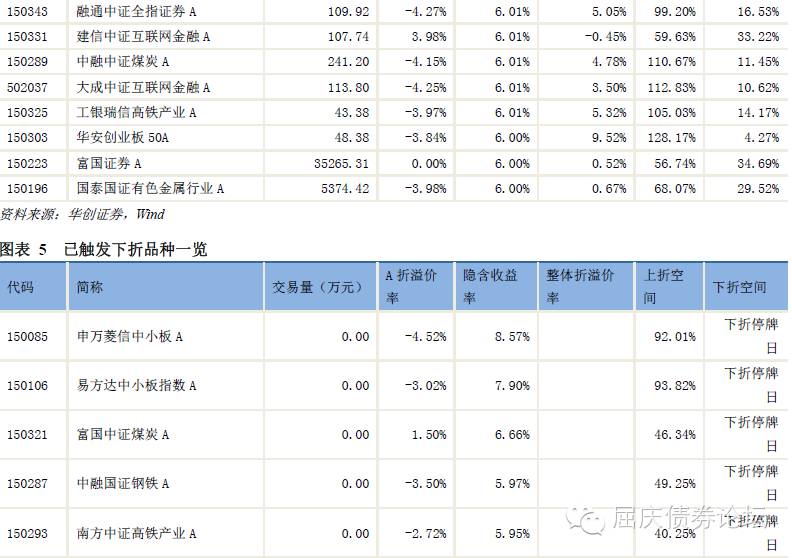 150343 融通中证全指证券 A 109.92 -4.27% 6.01% 5.05% 99.20% 16.53%
150331 建信中证互联网金融 A 107.74 3.98% 6.01% -0.45% 59.63% 33.22%
150289 中融中证煤炭 A 241.20 -4.15% 6.01% 4.78% 110.67% 11.45%
502037 大成中证互联网金融 A 113.80 -4.25% 6.01% 3.50% 112.83% 10.62%
150325 工银瑞信高铁产业 A 43.38 -3.97% 6.01% 5.32% 105.03% 14.17%
150303 华安创业板 50A 48.38 -3.84% 6.00% 9.52% 128.17% 4.27%
150223 富国证券 A 35265.31 0.00% 6.00% 0.52% 56.74% 34.69%
150196 国泰国证有色金属行业 A 5374.42 -3.98% 6.00% 0.67% 68.07% 29.52%
资料来源：华创证券，Wind
图表 5 已触发下折品种一览
代码 简称 交易量（万元） A 折溢价率 隐含收益率 整体折溢价率 上折空间 下折空间
150085 申万菱信中小板 A 0.00 -4.52% 8.57% 92.01% 下折停牌日
150106 易方达中小板指数 A 0.00 -3.02% 7.90% 93.82% 下折停牌日
150321 富国中证煤炭 A 0.00 1.50% 6.66% 46.34% 下折停牌日
150287 中融国证钢铁 A 0.00 -3.50% 5.97% 49.25% 下折停牌日
150293 南方中证高铁产业 A 0.00 -2.72% 5.95% 40.25% 下折停牌日
屈庆债券论坛